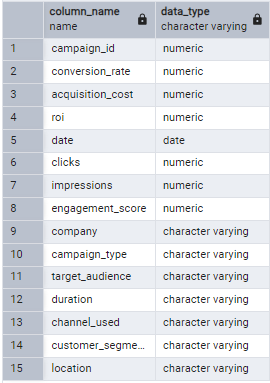 column_name data_type
name character varying
1 campaign_id numeric
2 conversion_rate numeric
3 acquisition_cost numeric
4 roi numeric
5 date date
6 clicks numeric
7 impressions numeric
8 engagement_score numeric
9 company character varying
10 campaign_type character varying
11 target_audience character varying
12 duration character varying
13 channel_used character varying
14 customer_segme... character varying
15 location character varying